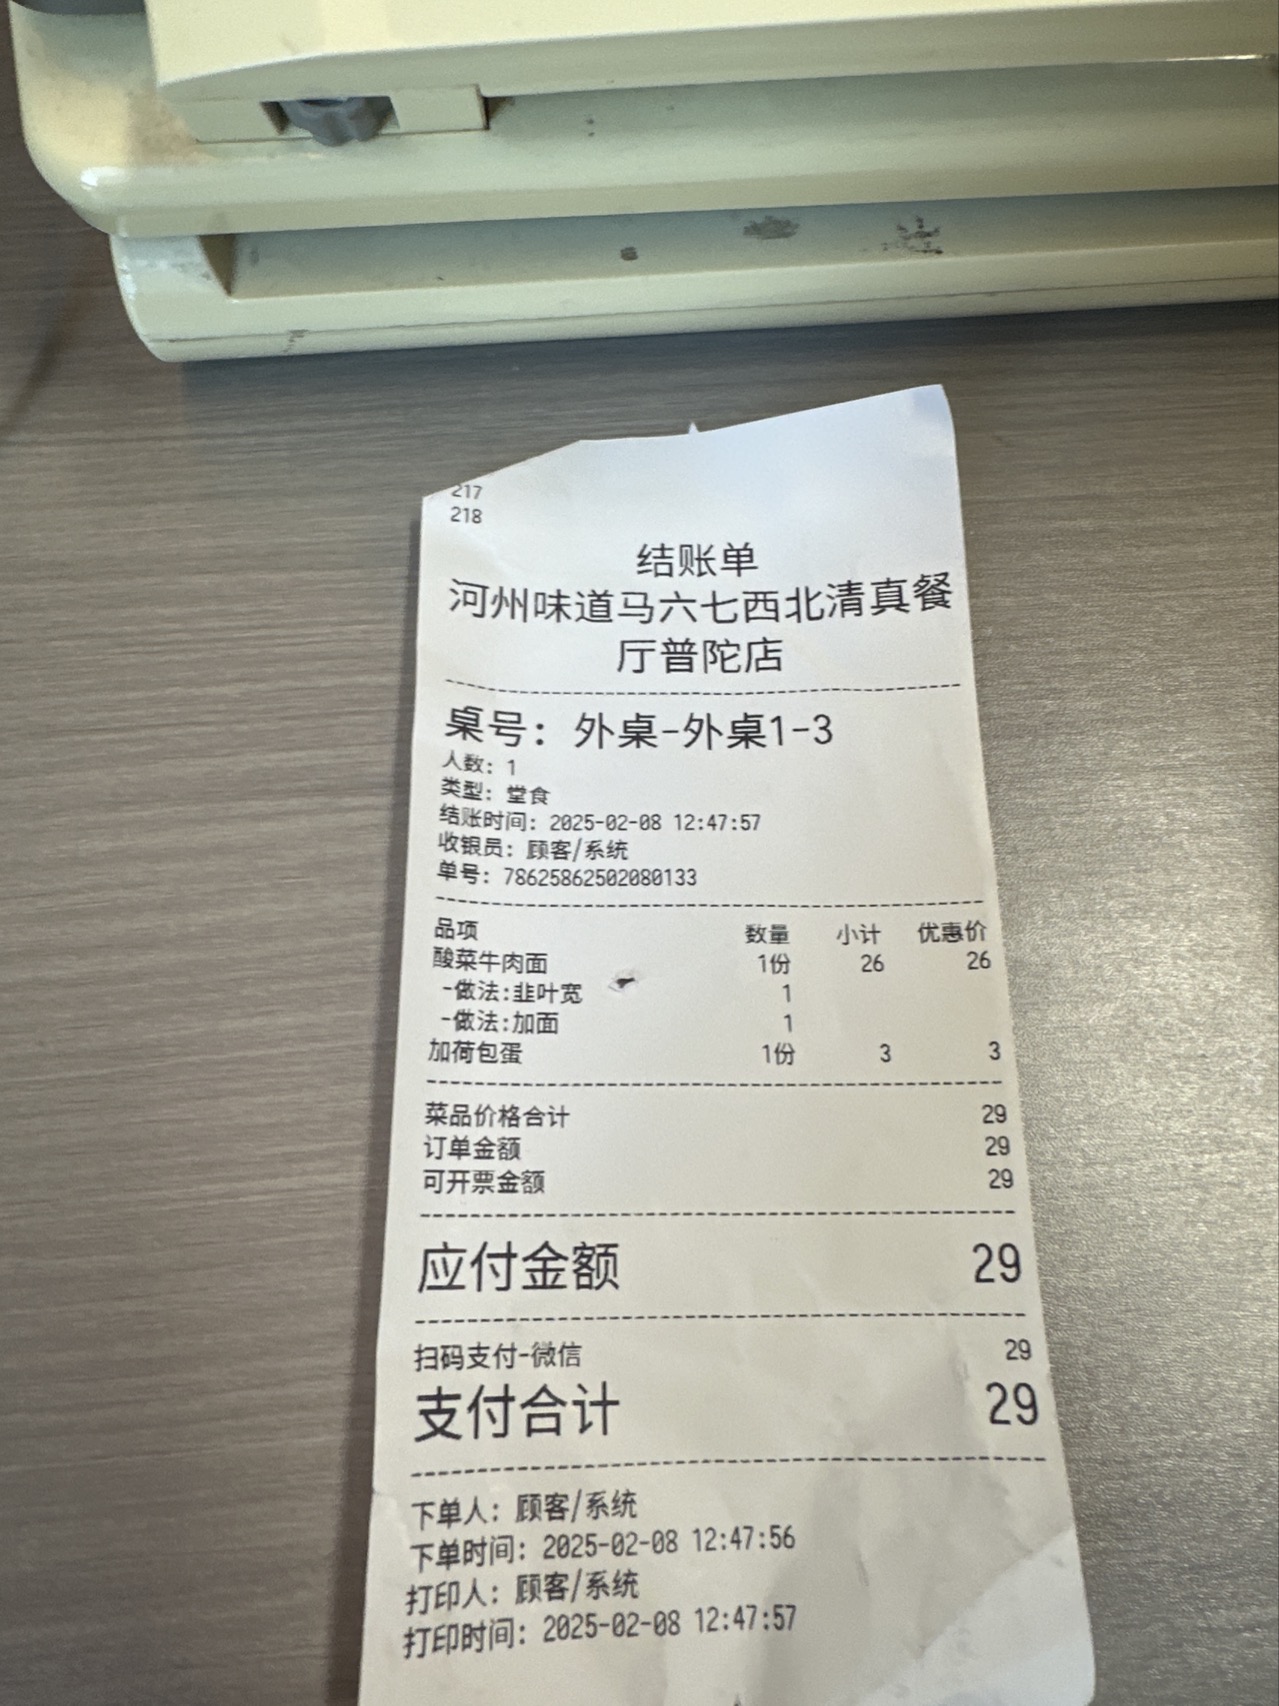 217
218
结账单
河州味道马六七西北清真餐
厅普陀店
桌号：外桌-外桌1-3
人数：1
类型：堂食
结账时间：2025-02-08 12:47:57
收银员：顾客/系统
单号：78625862502080133
品项 数量 小计 优惠价
酸菜牛肉面 1份 26 26
-做法:韭叶宽 1
-做法:加面 1
加荷包蛋 1份 3 3
菜品价格合计 29
订单金额 29
可开票金额 29
应付金额 29
扫码支付-微信 29
支付合计 29
下单人：顾客/系统
下单时间：2025-02-08 12:47:56
打印人：顾客/系统
打印时间：2025-02-08 12:47:57